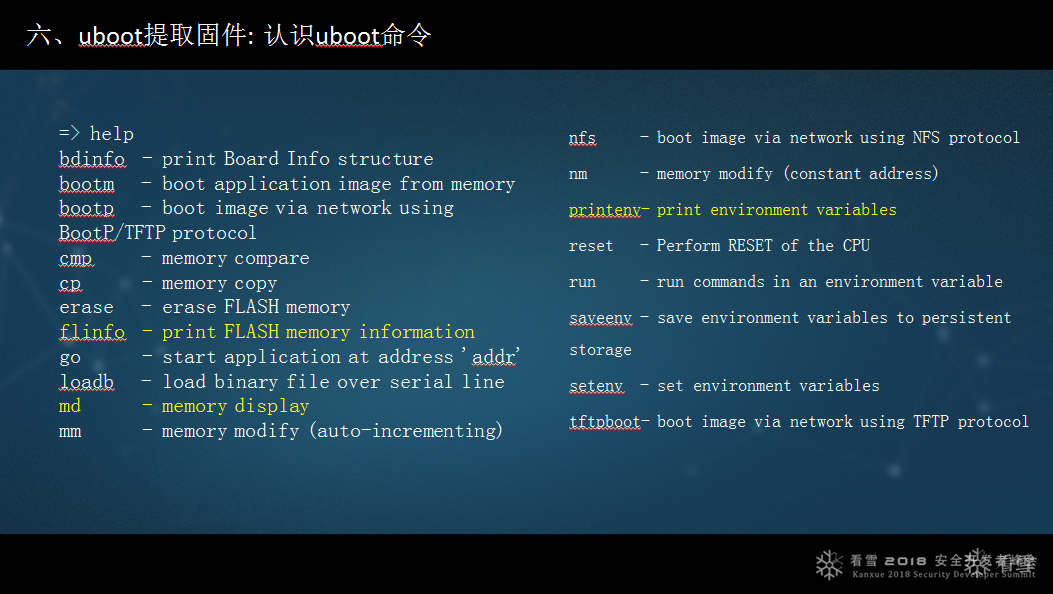 六、uboot提取固件: 认识uboot命令
=> help
bdinfo - print Board Info structure
bootm - boot application image from memory
bootp - boot image via network using
BootP/TFTP protocol
cmp - memory compare
cp - memory copy
erase - erase FLASH memory
flinfo - print FLASH memory information
go - start application at address 'addr'
loadb - load binary file over serial line
md - memory display
mm - memory modify (auto-incrementing)
nfs - boot image via network using NFS protocol
nm - memory modify (constant address)
printenv- print environment variables
reset - Perform RESET of the CPU
run - run commands in an environment variable
saveenv - save environment variables to persistent
storage
setenv - set environment variables
tftpboot- boot image via network using TFTP protocol
看雪 2018 安全开发者峰会
Kanxue 2018 Security Developer Summit
看雪